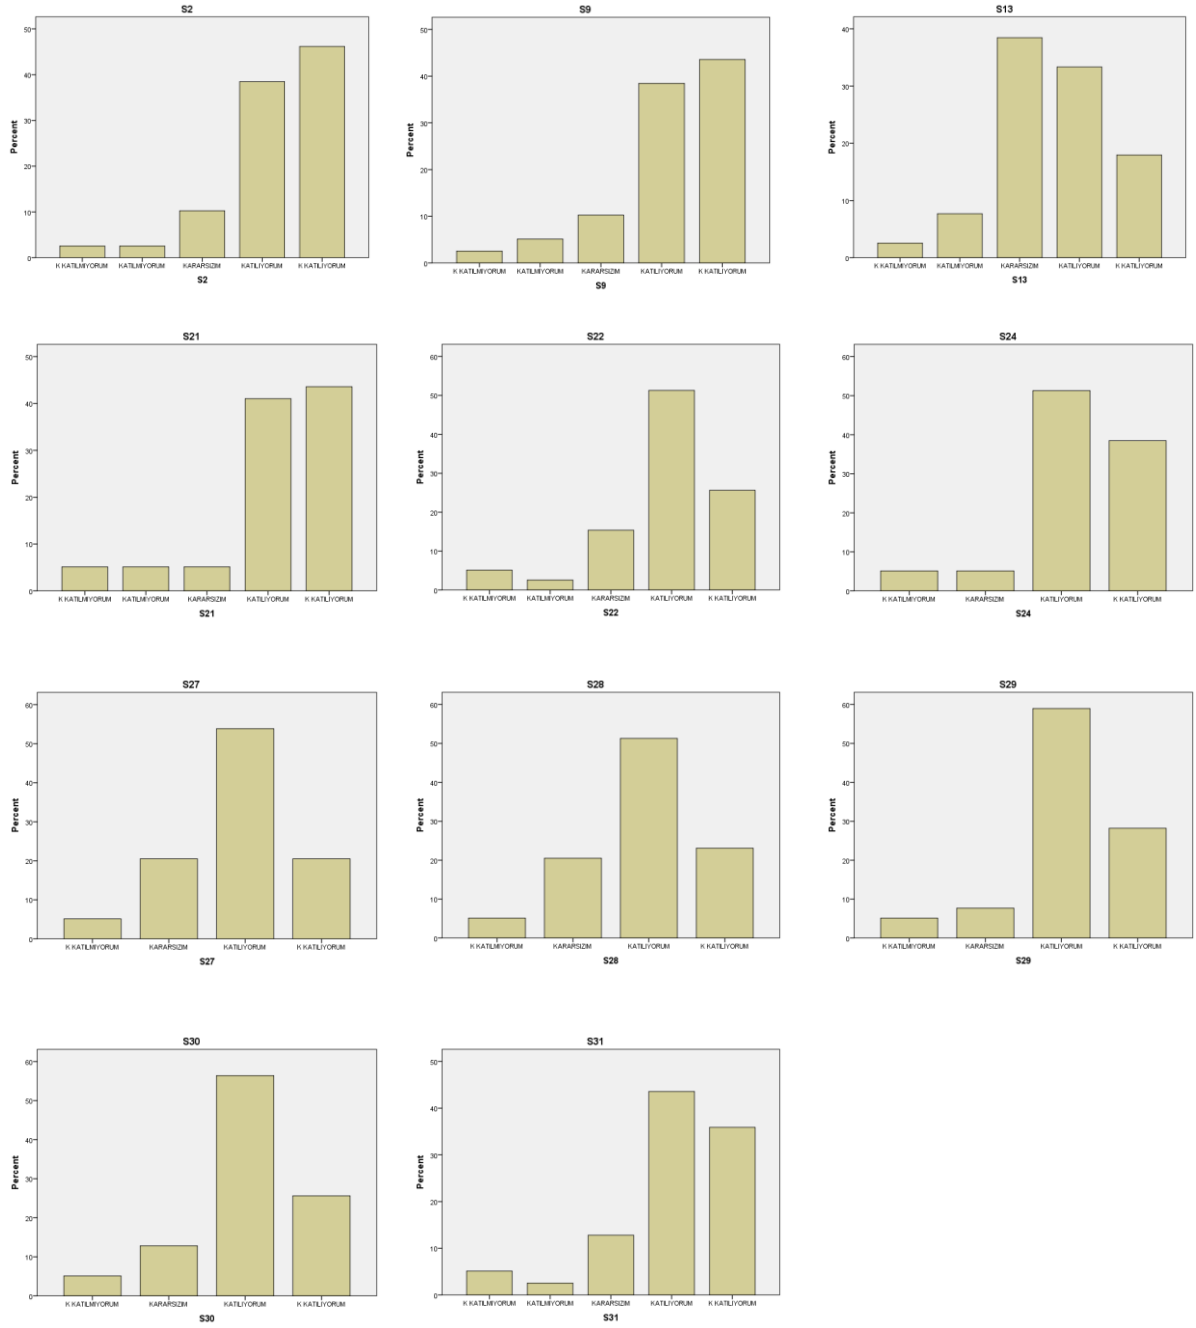 S2
50
40
30
20
10
0
Percent
K KATILMIYORUM KATILMIYORUM KARARSIZIM KATILIYORUM K KATILIYORUM
S2
S9
50
40
30
20
10
0
Percent
K KATILMIYORUM KATILMIYORUM KARARSIZIM KATILIYORUM K KATILIYORUM
S9
S13
40
30
20
10
0
Percent
K KATILMIYORUM KATILMIYORUM KARARSIZIM KATILIYORUM K KATILIYORUM
S13
S21
50
40
30
20
10
0
Percent
K KATILMIYORUM KATILMIYORUM KARARSIZIM KATILIYORUM K KATILIYORUM
S21
S22
60
50
40
30
20
10
0
Percent
K KATILMIYORUM KATILMIYORUM KARARSIZIM KATILIYORUM K KATILIYORUM
S22
S24
60
50
40
30
20
10
0
Percent
K KATILMIYORUM KARARSIZIM KATILIYORUM K KATILIYORUM
S24
S27
60
50
40
30
20
10
0
Percent
K KATILMIYORUM KARARSIZIM KATILIYORUM K KATILIYORUM
S27
S28
60
50
40
30
20
10
0
Percent
K KATILMIYORUM KARARSIZIM KATILIYORUM K KATILIYORUM
S28
S29
60
50
40
30
20
10
0
Percent
K KATILMIYORUM KARARSIZIM KATILIYORUM K KATILIYORUM
S29
S30
60
50
40
30
20
10
0
Percent
K KATILMIYORUM KARARSIZIM KATILIYORUM K KATILIYORUM
S30
S31
50
40
30
20
10
0
Percent
K KATILMIYORUM KATILMIYORUM KARARSIZIM KATILIYORUM K KATILIYORUM
S31